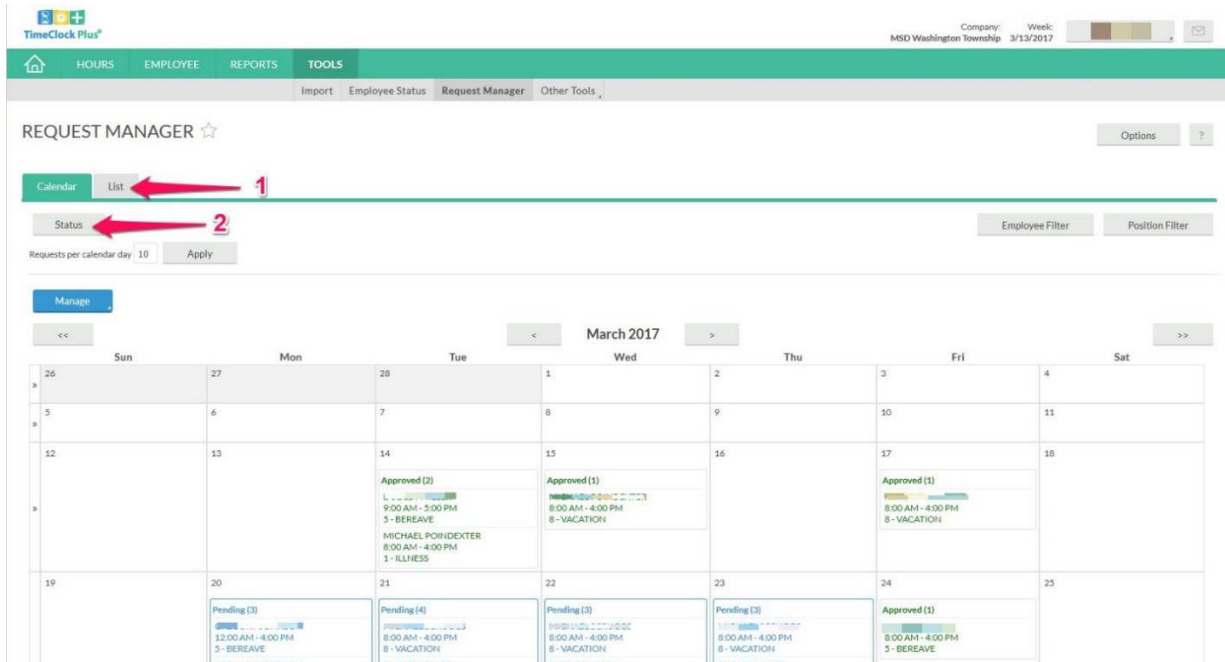 TimeClock Plus®
Company: Week:
MSD Washington Township 3/13/2017
HOURS EMPLOYEE REPORTS TOOLS
Import Employee Status Request Manager Other Tools
REQUEST MANAGER
Options ?
Calendar List 1
Status 2 Employee Filter Position Filter
Requests per calendar day 10 Apply
Manage
<< < March 2017 > >>
Sun Mon Tue Wed Thu Fri Sat
26 27 28 1 2 3 4
»
5 6 7 8 9 10 11
»
12 13 14 15 16 17 18
Approved (2) Approved (1) Approved (1)
9:00 AM - 5:00 PM 8:00 AM - 4:00 PM 8:00 AM - 4:00 PM
5 - BEREAVE 8 - VACATION 8 - VACATION
»
MICHAEL POINDEXTER
8:00 AM - 4:00 PM
1 - ILLNESS
19 20 21 22 23 24 25
Pending (3) Pending (4) Pending (3) Pending (3) Approved (1)
12:00 AM - 4:00 PM 8:00 AM - 4:00 PM 8:00 AM - 4:00 PM 8:00 AM - 4:00 PM 8:00 AM - 4:00 PM
5 - BEREAVE 8 - VACATION 8 - VACATION 8 - VACATION 5 - BEREAVE